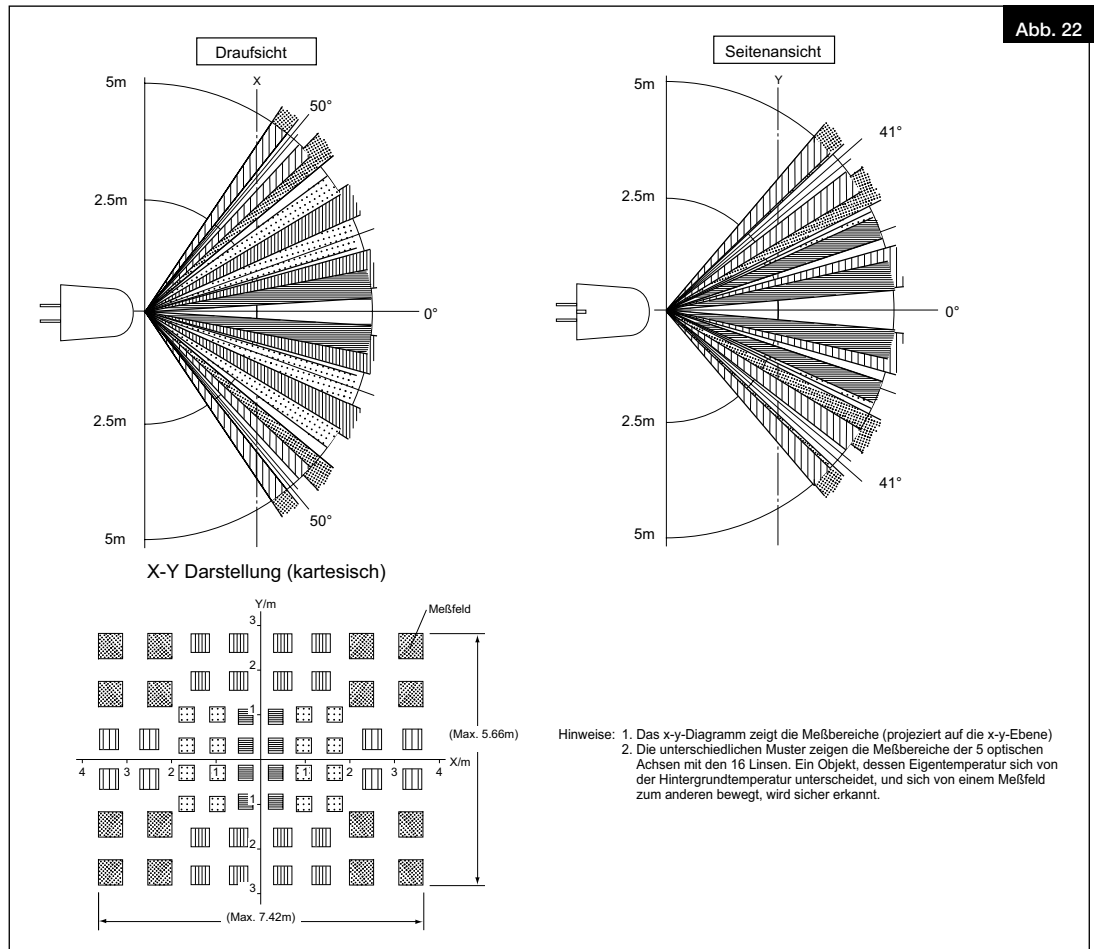 Abb. 22
Draufsicht
X
5m
50°
2.5m
0°
2.5m
50°
5m
Seitenansicht
Y
5m
41°
2.5m
0°
2.5m
41°
5m
X-Y Darstellung (kartesisch)
Y/m
Meßfeld
3
2
1
(Max. 5.66m)
4 3 2 1 1 2 3 4
X/m
1
2
3
(Max. 7.42m)
Hinweise: 1. Das x-y-Diagramm zeigt die Meßbereiche (projeziert auf die x-y-Ebene)
2. Die unterschiedlichen Muster zeigen die Meßbereiche der 5 optischen
Achsen mit den 16 Linsen. Ein Objekt, dessen Eigentemperatur sich von
der Hintergrundtemperatur unterscheidet, und sich von einem Meßfeld
zum anderen bewegt, wird sicher erkannt.